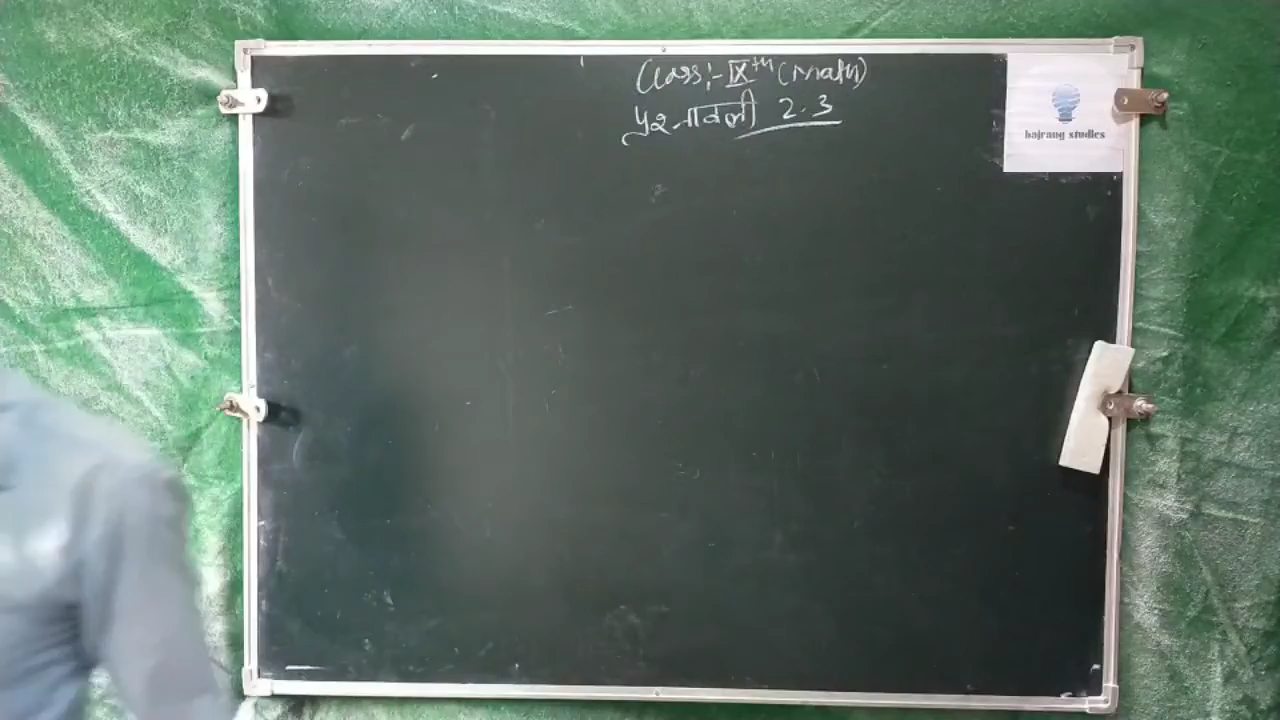 Class:- IXth (Math)
प्रश्नावली 2.3
bajrang studies